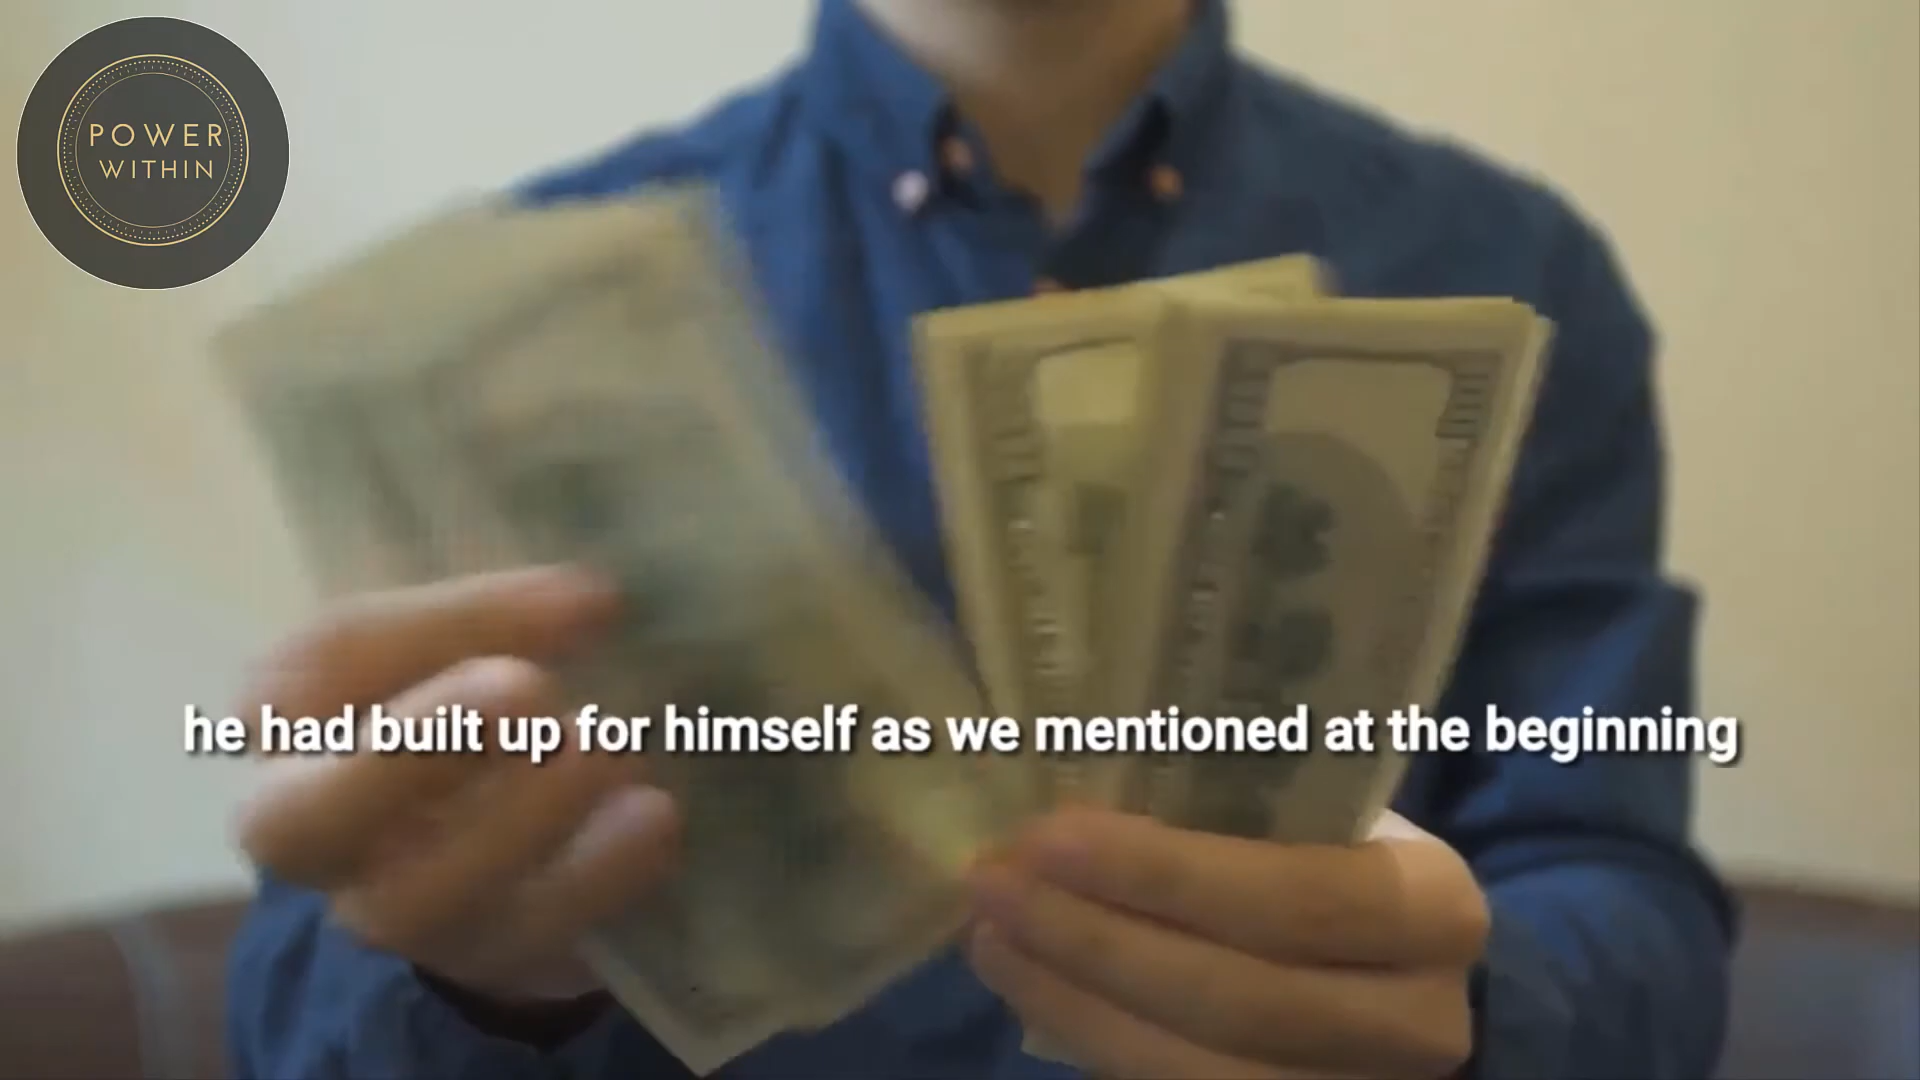 POWER
WITHIN
he had built up for himself as we mentioned at the beginning